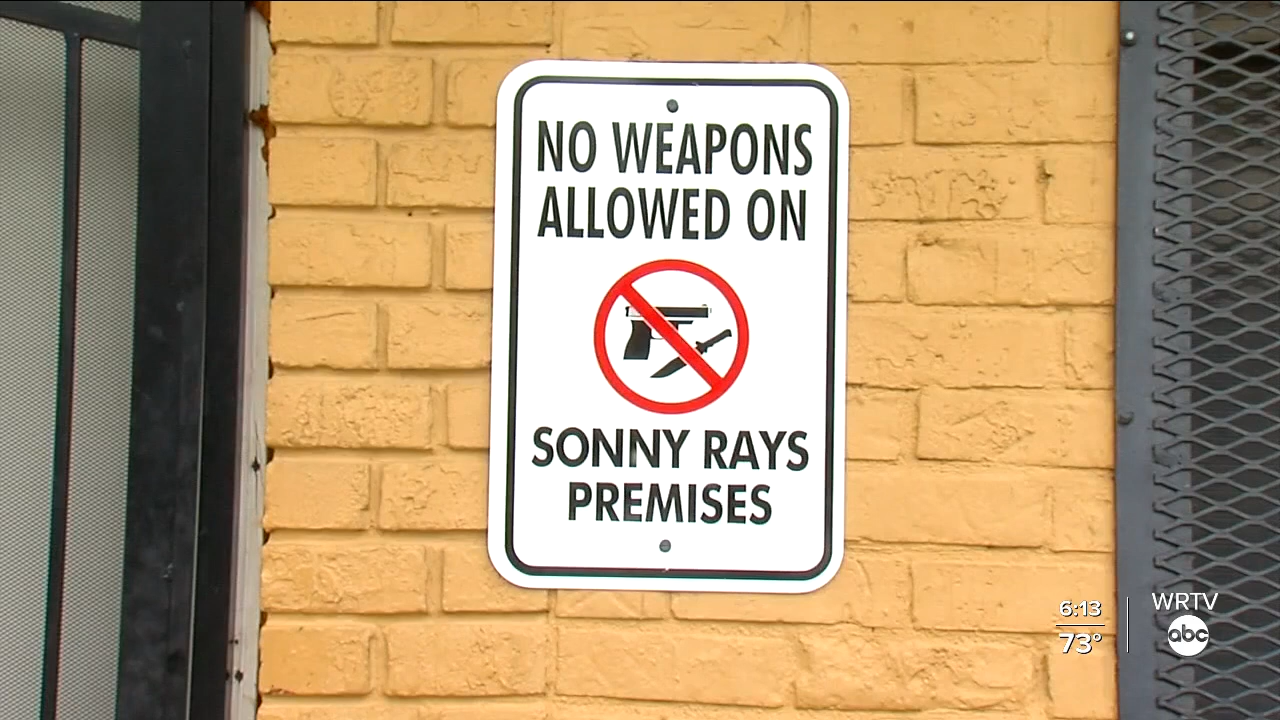 NO WEAPONS
ALLOWED ON
SONNY RAYS
PREMISES
6:13
73°
WRTV
abc